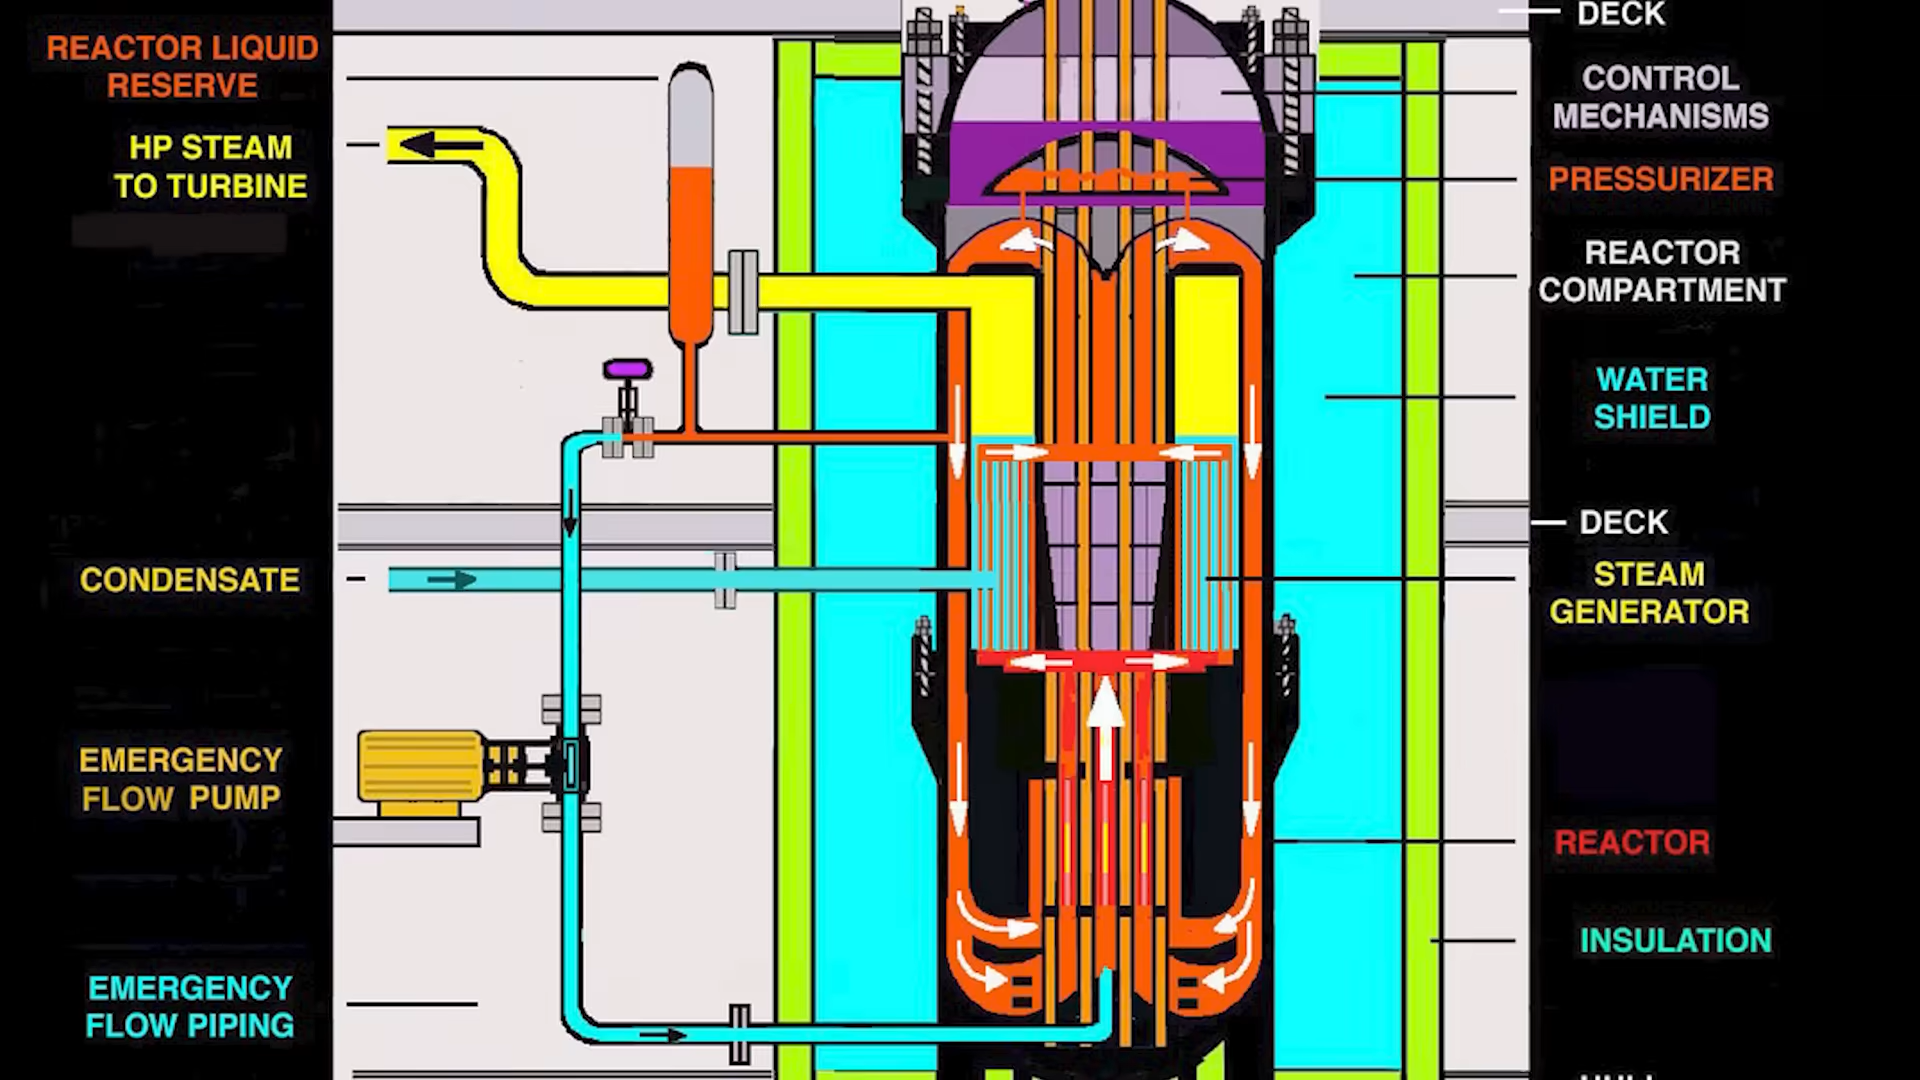 REACTOR LIQUID
RESERVE
HP STEAM
TO TURBINE
CONDENSATE
EMERGENCY
FLOW PUMP
EMERGENCY
FLOW PIPING
DECK
CONTROL
MECHANISMS
PRESSURIZER
REACTOR
COMPARTMENT
WATER
SHIELD
DECK
STEAM
GENERATOR
REACTOR
INSULATION